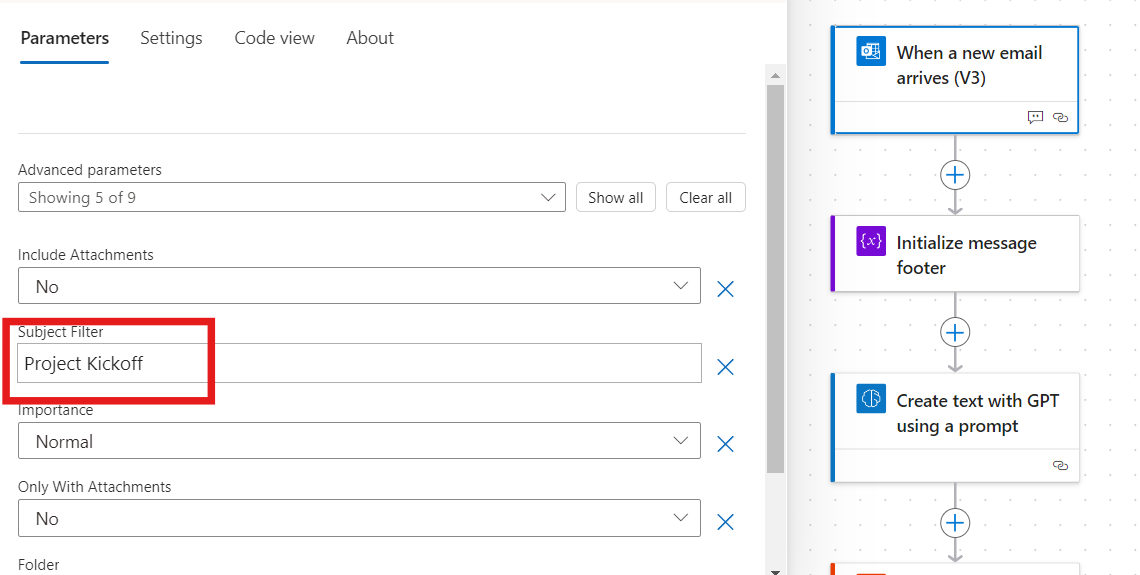 Parameters
Settings
Code view
About
Advanced parameters
Showing 5 of 9
Show all
Clear all
Include Attachments
No
Subject Filter
Project Kickoff
Importance
Normal
Only With Attachments
No
Folder
When a new email
arrives (V3)
{x}
Initialize message
footer
Create text with GPT
using a prompt